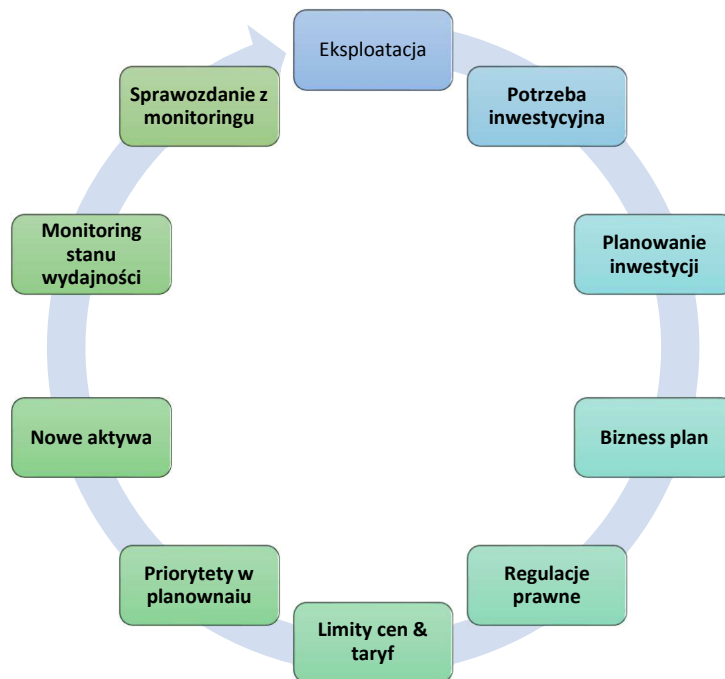 Eksploatacja
Potrzeba
inwestycyjna
Planowanie
inwestycji
Bizness plan
Regulacje
prawne
Limity cen &
taryf
Priorytety w
planownaiu
Nowe aktywa
Monitoring
stanu
wydajności
Sprawozdanie z
monitoringu